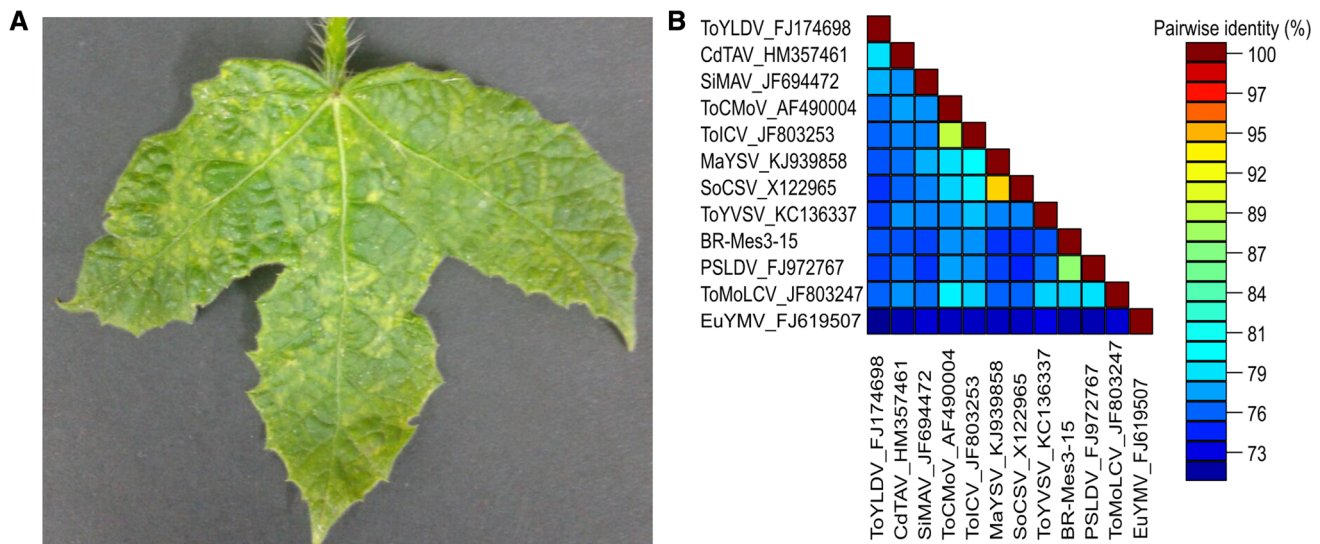 A
B
Pairwise identity (%)
ToYLDV_FJ174698
CdTAV_HM357461
SiMAV_JF694472
ToCMoV_AF490004
ToICV_JF803253
MaYSV_KJ939858
SoCSV_X122965
ToYVSV_KC136337
BR-Mes3-15
PSLDV_FJ972767
ToMoLCV_JF803247
EuYMV_FJ619507
100
97
95
92
89
87
84
81
79
76
73
ToYLDV_FJ174698
CdTAV_HM357461
SiMAV_JF694472
ToCMoV_AF490004
ToICV_JF803253
MaYSV_KJ939858
SoCSV_X122965
ToYVSV_KC136337
BR-Mes3-15
PSLDV_FJ972767
ToMoLCV_JF803247
EuYMV_FJ619507